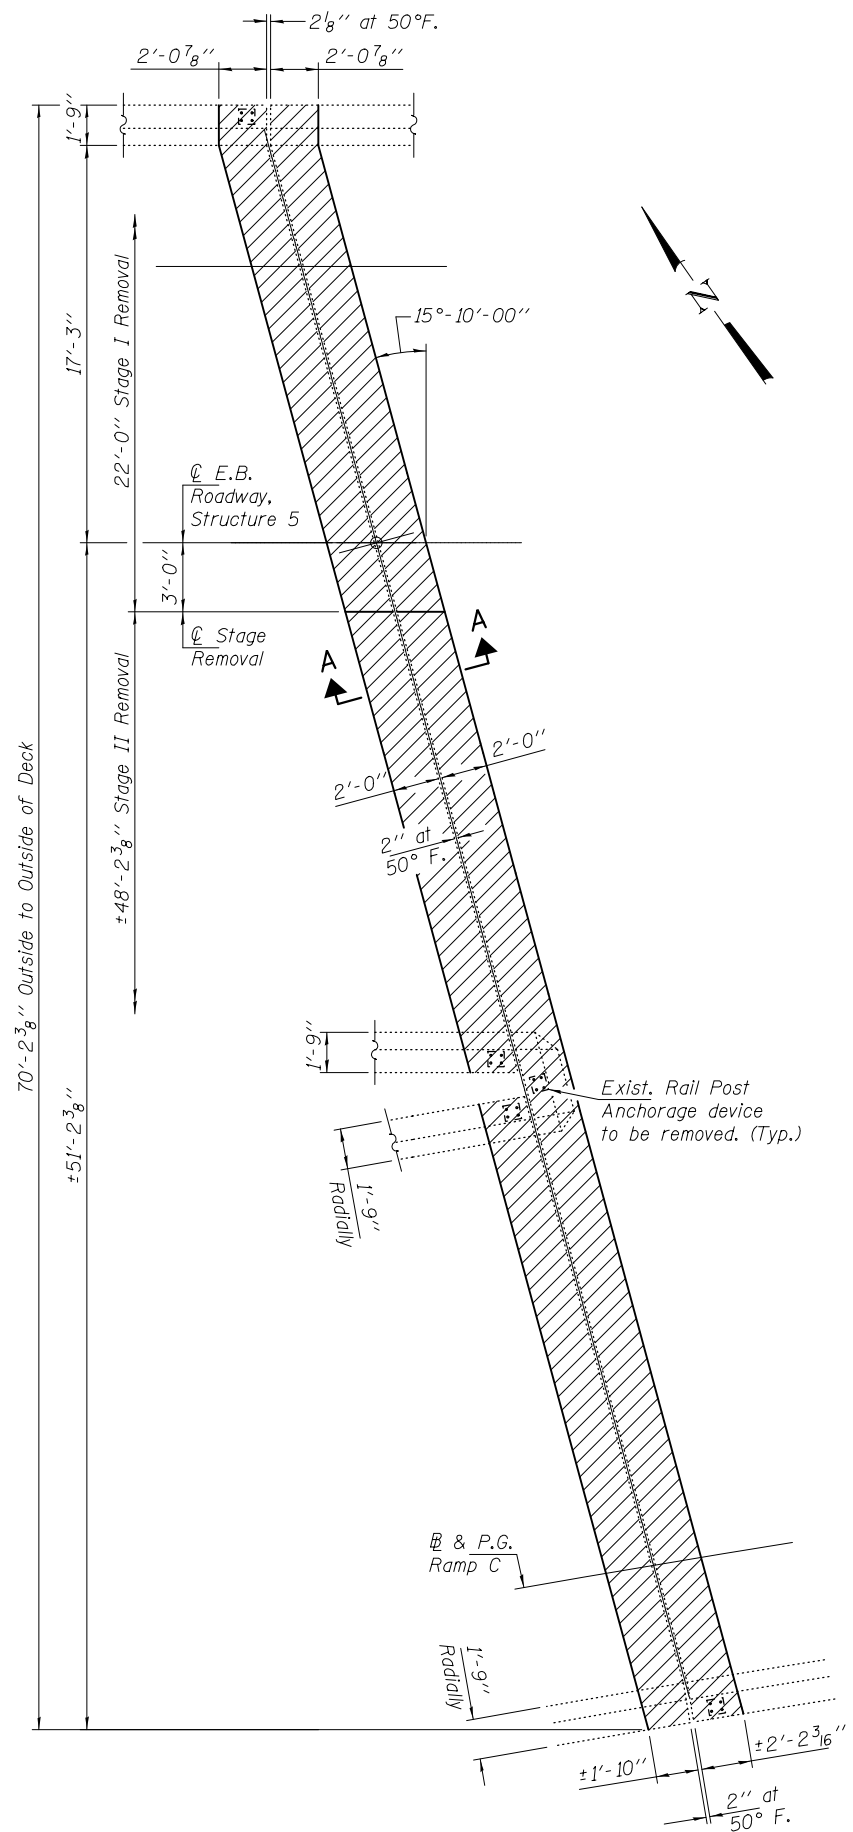 2⅛" at 50°F.
2'-0⅞"
2'-0⅞"
1'-9"
17'-3"
22'-0" Stage I Removal
15°-10'-00"
N
℄ E.B.
Roadway,
Structure 5
3'-0"
℄ Stage
Removal
A
A
±48'-2⅜" Stage II Removal
70'-2⅜" Outside to Outside of Deck
±51'-2⅜"
2'-0"
2'-0"
2" at
50° F.
1'-9"
Exist. Rail Post
Anchorage device
to be removed. (Typ.)
1'-9"
Radially
B̲L & P.G.
Ramp C
1'-9"
Radially
±1'-10"
±2'-2 3/16"
2" at
50° F.